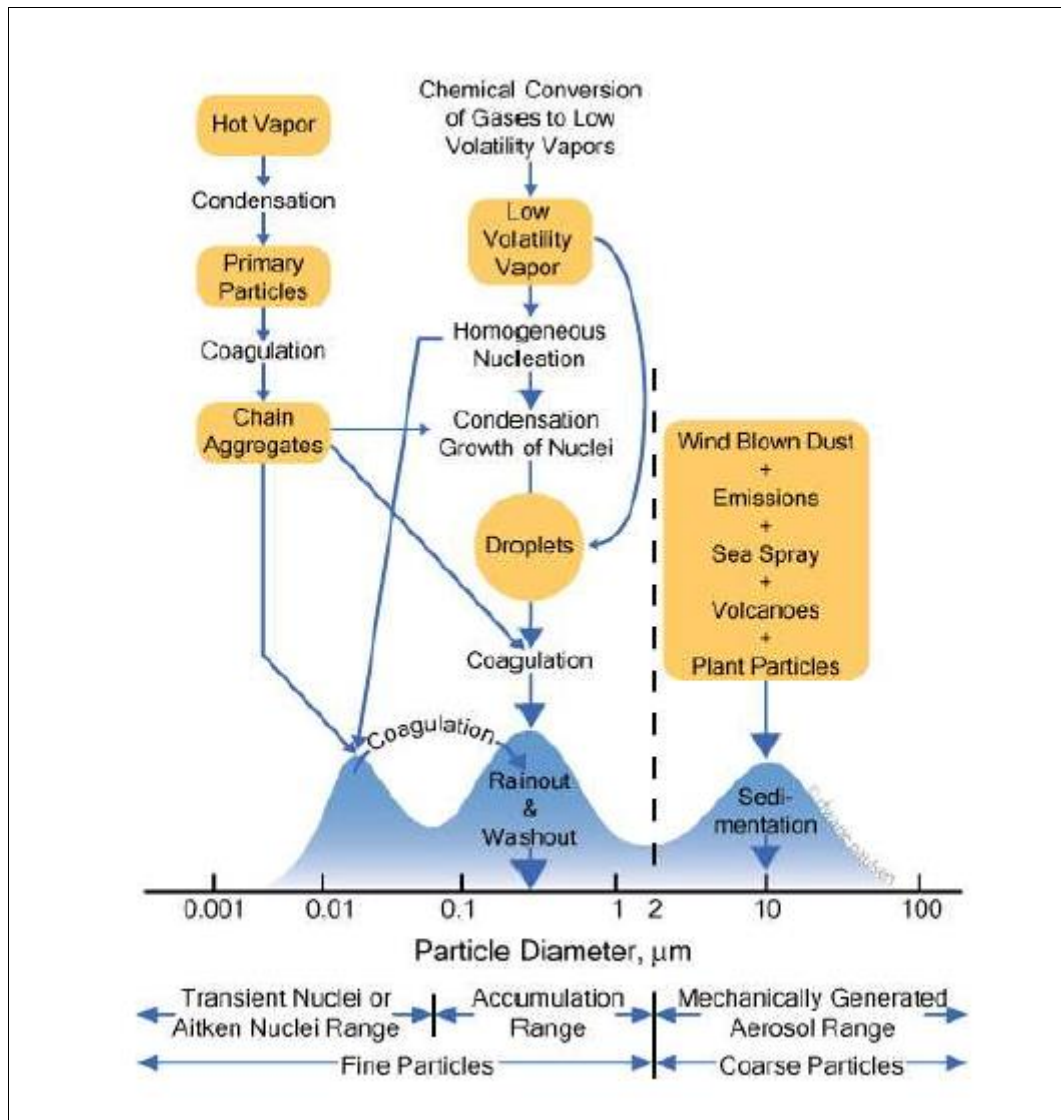 Hot Vapor
Condensation
Primary
Particles
Coagulation
Chain
Aggregates
Chemical Conversion
of Gases to Low
Volatility Vapors
Low
Volatility
Vapor
Homogeneous
Nucleation
Condensation
Growth of Nuclei
Droplets
Coagulation
Wind Blown Dust
+
Emissions
+
Sea Spray
+
Volcanoes
+
Plant Particles
Coagulation
Rainout
&
Washout
Sedi-
mentation
0.001
0.01
0.1
1
2
10
100
Particle Diameter, μm
Transient Nuclei or
Aitken Nuclei Range
Accumulation
Range
Mechanically Generated
Aerosol Range
Fine Particles
Coarse Particles